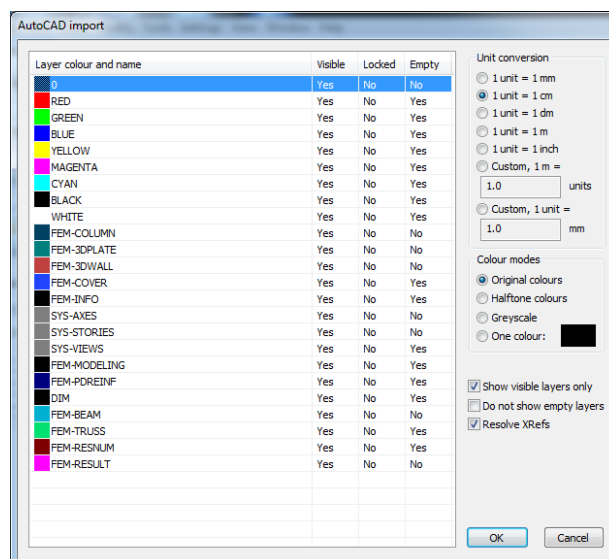 AutoCAD import
Layer colour and name Visible Locked Empty
0 Yes No No
RED Yes No Yes
GREEN Yes No Yes
BLUE Yes No Yes
YELLOW Yes No Yes
MAGENTA Yes No Yes
CYAN Yes No Yes
BLACK Yes No Yes
WHITE Yes No Yes
FEM-COLUMN Yes No No
FEM-3DPLATE Yes No No
FEM-3DWALL Yes No No
FEM-COVER Yes No Yes
FEM-INFO Yes No Yes
SYS-AXES Yes No No
SYS-STORIES Yes No No
SYS-VIEWS Yes No Yes
FEM-MODELING Yes No Yes
FEM-PDREINF Yes No Yes
DIM Yes No Yes
FEM-BEAM Yes No No
FEM-TRUSS Yes No Yes
FEM-RESNUM Yes No Yes
FEM-RESULT Yes No No
Unit conversion
1 unit = 1 mm
1 unit = 1 cm
1 unit = 1 dm
1 unit = 1 m
1 unit = 1 inch
Custom, 1 m =
1.0 units
Custom, 1 unit =
1.0 mm
Colour modes
Original colours
Halftone colours
Greyscale
One colour:
Show visible layers only
Do not show empty layers
Resolve XRefs
OK Cancel